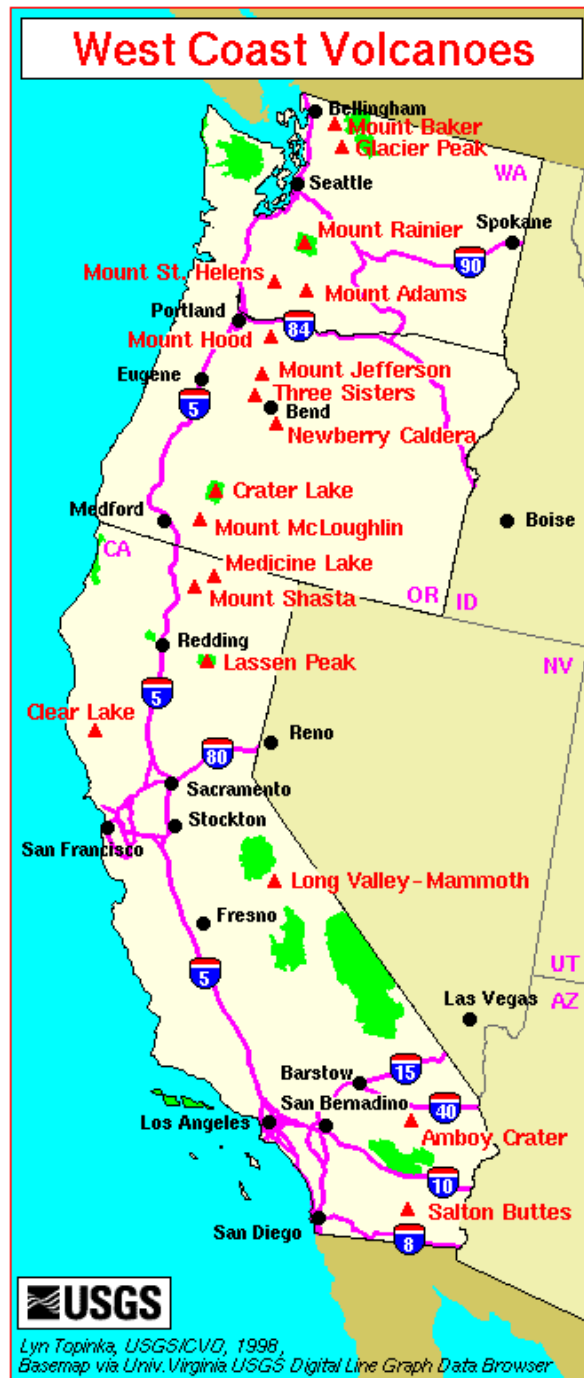 West Coast Volcanoes
Bellingham
Mount Baker
Glacier Peak
WA
Seattle
Mount Rainier
Spokane
90
Mount St. Helens
Mount Adams
Portland
84
Mount Hood
Mount Jefferson
Eugene
Three Sisters
5
Bend
Newberry Caldera
Crater Lake
Medford
Mount McLoughlin
Boise
CA
Medicine Lake
Mount Shasta
OR
ID
Redding
Lassen Peak
NV
5
Clear Lake
Reno
80
Sacramento
Stockton
San Francisco
Long Valley-Mammoth
Fresno
5
UT
AZ
Las Vegas
15
Barstow
San Bernadino
40
Los Angeles
Amboy Crater
10
Salton Buttes
San Diego
8
USGS
Lyn Topinka, USGS/CVO, 1998,
Basemap via Univ.Virginia USGS Digital Line Graph Data Browser